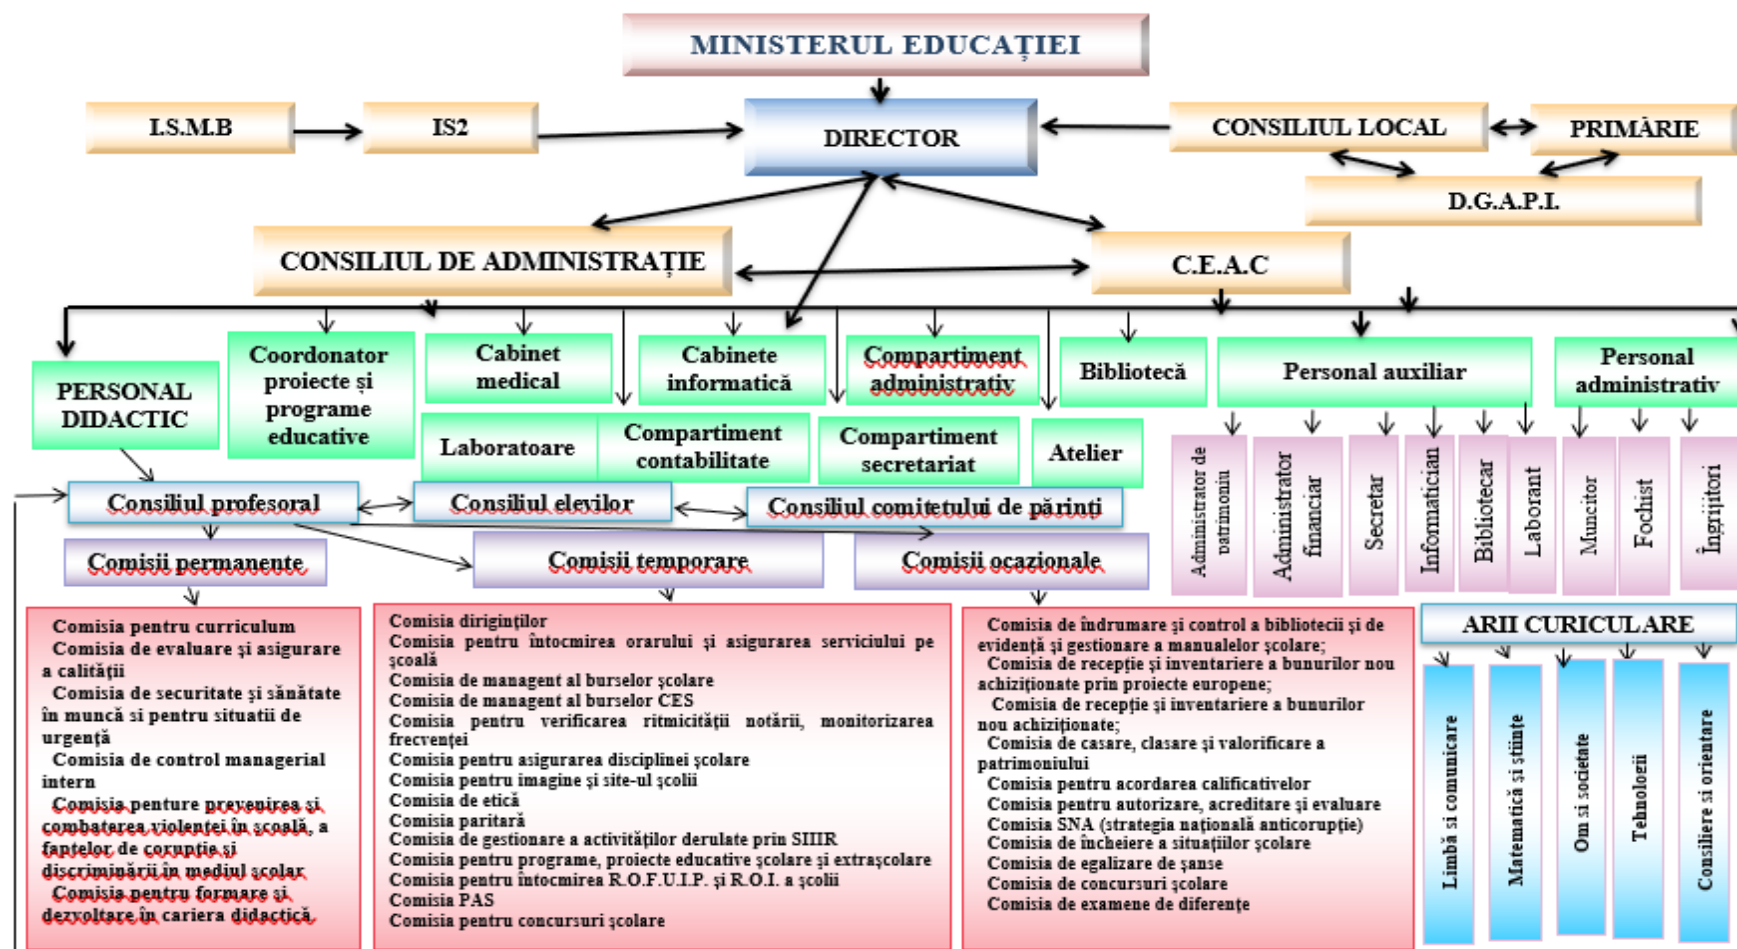 MINISTERUL EDUCAȚIEI
I.S.M.B
IS2
DIRECTOR
CONSILIUL LOCAL
PRIMĂRIE
D.G.A.P.I.
CONSILIUL DE ADMINISTRAȚIE
C.E.A.C
PERSONAL
DIDACTIC
Coordonator
proiecte și
programe
educative
Cabinet
medical
Cabinete
informatică
Compartiment
administrativ
Bibliotecă
Personal auxiliar
Personal
administrativ
Laboratoare
Compartiment
contabilitate
Compartiment
secretariat
Atelier
Administrator de
patrimoniu
Administrator
financiar
Secretar
Informatician
Bibliotecar
Laborant
Muncitor
Fochist
Îngrijitori
Consiliul profesoral
Consiliul elevilor
Consiliul comitetului de părinți
Comisii permanente
Comisii temporare
Comisii ocazionale
Comisia pentru curriculum
Comisia de evaluare și asigurare
a calității
Comisia de securitate și sănătate
în muncă si pentru situatii de
urgență
Comisia de control managerial
intern
Comisia penture prevenirea și
combaterea violenței în școală, a
faptelor de corupție și
discriminării în mediul școlar
Comisia pentru formare și
dezvoltare în cariera didactică
Comisia diriginților
Comisia pentru întocmirea orarului și asigurarea serviciului pe
școală
Comisia de managent al burselor școlare
Comisia de managent al burselor CES
Comisia pentru verificarea ritmicității notării, monitorizarea
frecvenței
Comisia pentru asigurarea disciplinei școlare
Comisia pentru imagine și site-ul școlii
Comisia de etică
Comisia paritară
Comisia de gestionare a activităților derulate prin SIIIR
Comisia pentru programe, proiecte educative școlare și extrașcolare
Comisia pentru întocmirea R.O.F.U.I.P. și R.O.I. a școlii
Comisia PAS
Comisia pentru concursuri școlare
Comisia de îndrumare și control a bibliotecii și de
evidență și gestionare a manualelor școlare;
Comisia de recepție și inventariere a bunurilor nou
achiziționate prin proiecte europene;
Comisia de recepție și inventariere a bunurilor
nou achiziționate;
Comisia de casare, clasare și valorificare a
patrimoniului
Comisia pentru acordarea calificativelor
Comisia pentru autorizare, acreditare și evaluare
Comisia SNA (strategia națională anticorupție)
Comisia de încheiere a situațiilor școlare
Comisia de egalizare de șanse
Comisia de concursuri școlare
Comisia de examene de diferențe
ARII CURICULARE
Limbă si comunicare
Matematică și științe
Om si societate
Tehnologii
Consiliere si orientare